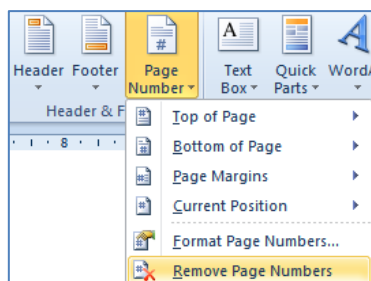 Header Footer Page Number Text Box Quick Parts
Header & F
8
Top of Page
Bottom of Page
Page Margins
Current Position
Format Page Numbers...
Remove Page Numbers